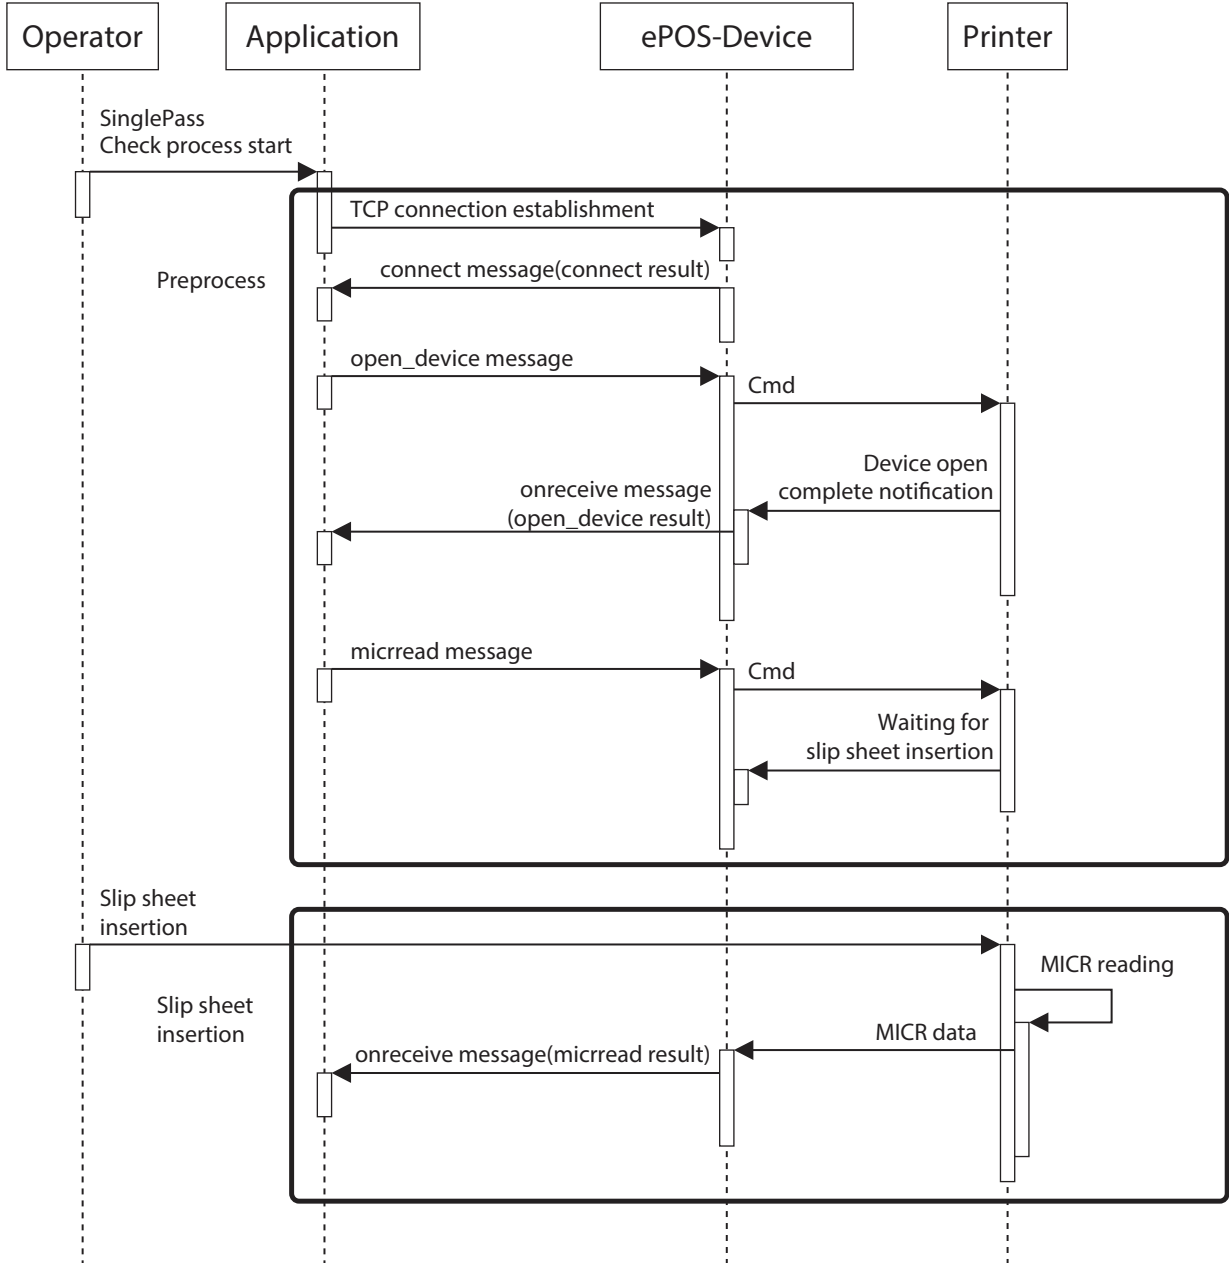 Operator
Application
ePOS-Device
Printer
SinglePass
Check process start
TCP connection establishment
Preprocess
connect message(connect result)
open_device message
Cmd
Device open
complete notification
onreceive message
(open_device result)
micrread message
Cmd
Waiting for
slip sheet insertion
Slip sheet
insertion
MICR reading
Slip sheet
insertion
MICR data
onreceive message(micrread result)